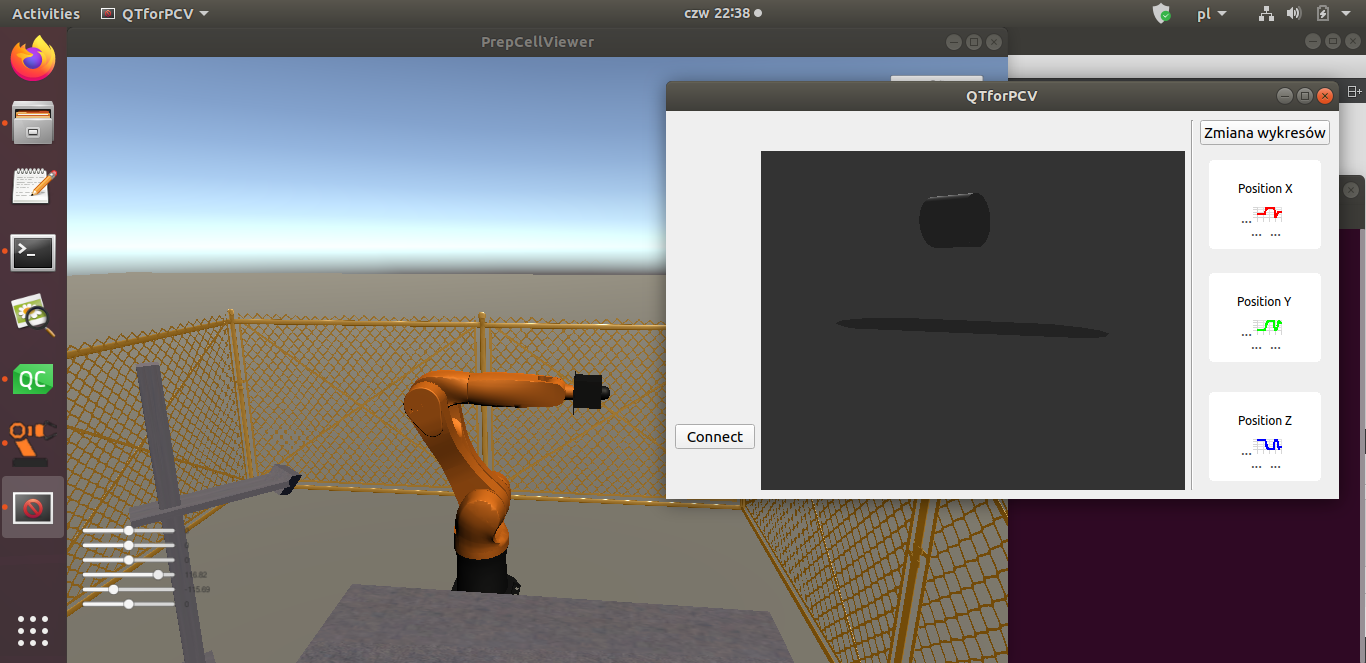 Activities
QTforPCV
czw 22:38
pl
PrepCellViewer
QTforPCV
Zmiana wykresów
Position X
...
... ...
Position Y
...
... ...
Position Z
...
... ...
Connect
QC